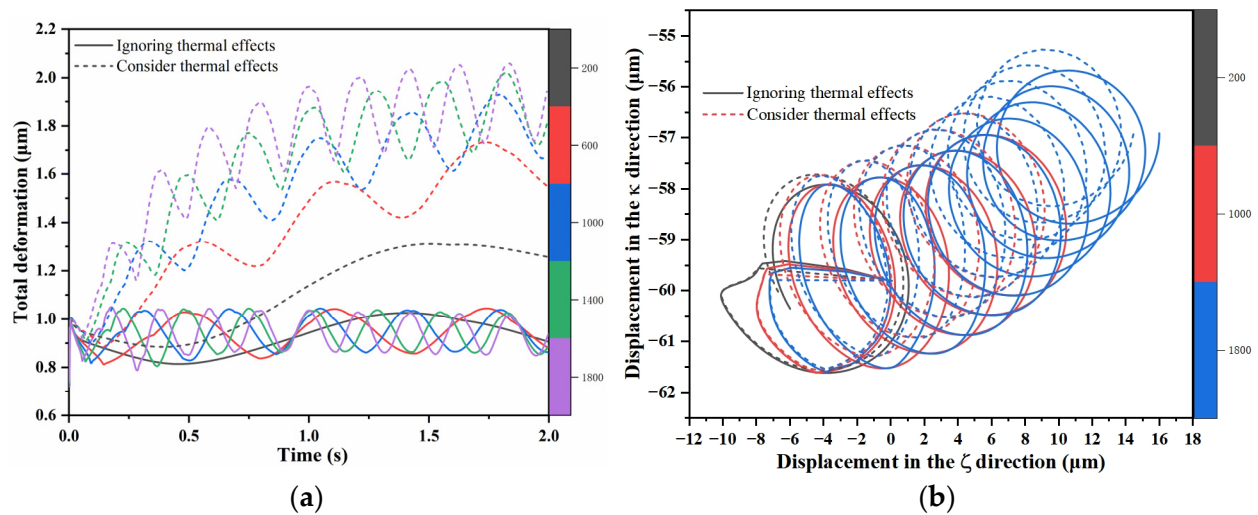 2.2
2.0
1.8
1.6
1.4
1.2
1.0
0.8
0.6
Total deformation (μm)
Ignoring thermal effects
Consider thermal effects
0.0 0.5 1.0 1.5 2.0
Time (s)
200
600
1000
1400
1800
(a)
−55
−56
−57
−58
−59
−60
−61
−62
Displacement in the κ direction (μm)
Ignoring thermal effects
Consider thermal effects
−12 −10 −8 −6 −4 −2 0 2 4 6 8 10 12 14 16 18
Displacement in the ζ direction (μm)
200
1000
1800
(b)